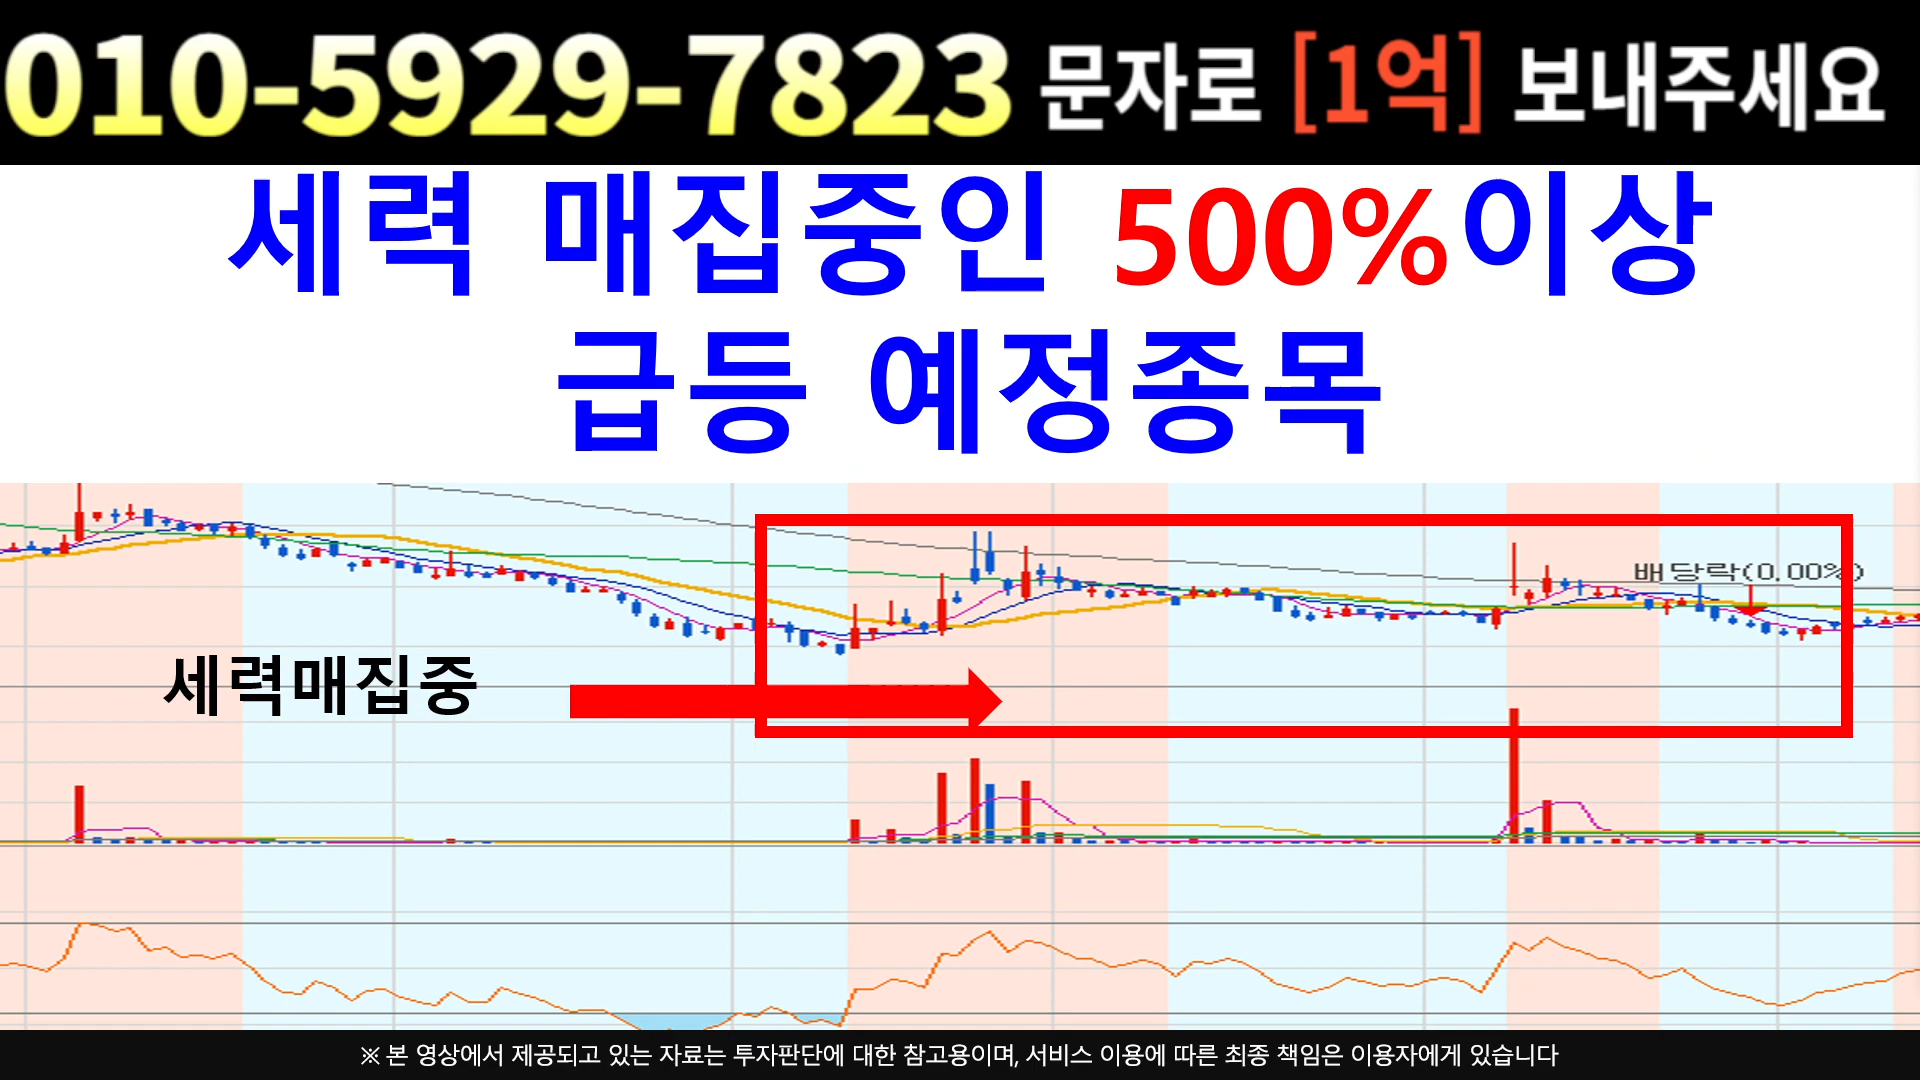 010-5929-7823 문자로 [1억] 보내주세요
세력 매집중인 500%이상
급등 예정종목
배당락(0.00%)
세력매집중
※ 본 영상에서 제공되고 있는 자료는 투자판단에 대한 참고용이며, 서비스 이용에 따른 최종 책임은 이용자에게 있습니다